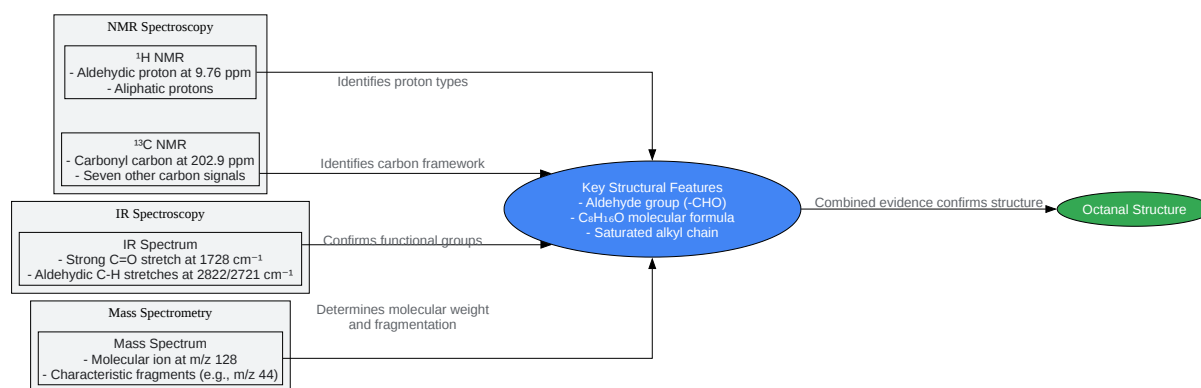 NMR Spectroscopy
¹H NMR
- Aldehydic proton at 9.76 ppm
- Aliphatic protons
Identifies proton types
¹³C NMR
- Carbonyl carbon at 202.9 ppm
- Seven other carbon signals
Identifies carbon framework
IR Spectroscopy
IR Spectrum
- Strong C=O stretch at 1728 cm⁻¹
- Aldehydic C-H stretches at 2822/2721 cm⁻¹
Confirms functional groups
Mass Spectrometry
Mass Spectrum
- Molecular ion at m/z 128
- Characteristic fragments (e.g., m/z 44)
Determines molecular weight
and fragmentation
Key Structural Features
- Aldehyde group (-CHO)
- C₈H₁₆O molecular formula
- Saturated alkyl chain
Combined evidence confirms structure
Octanal Structure